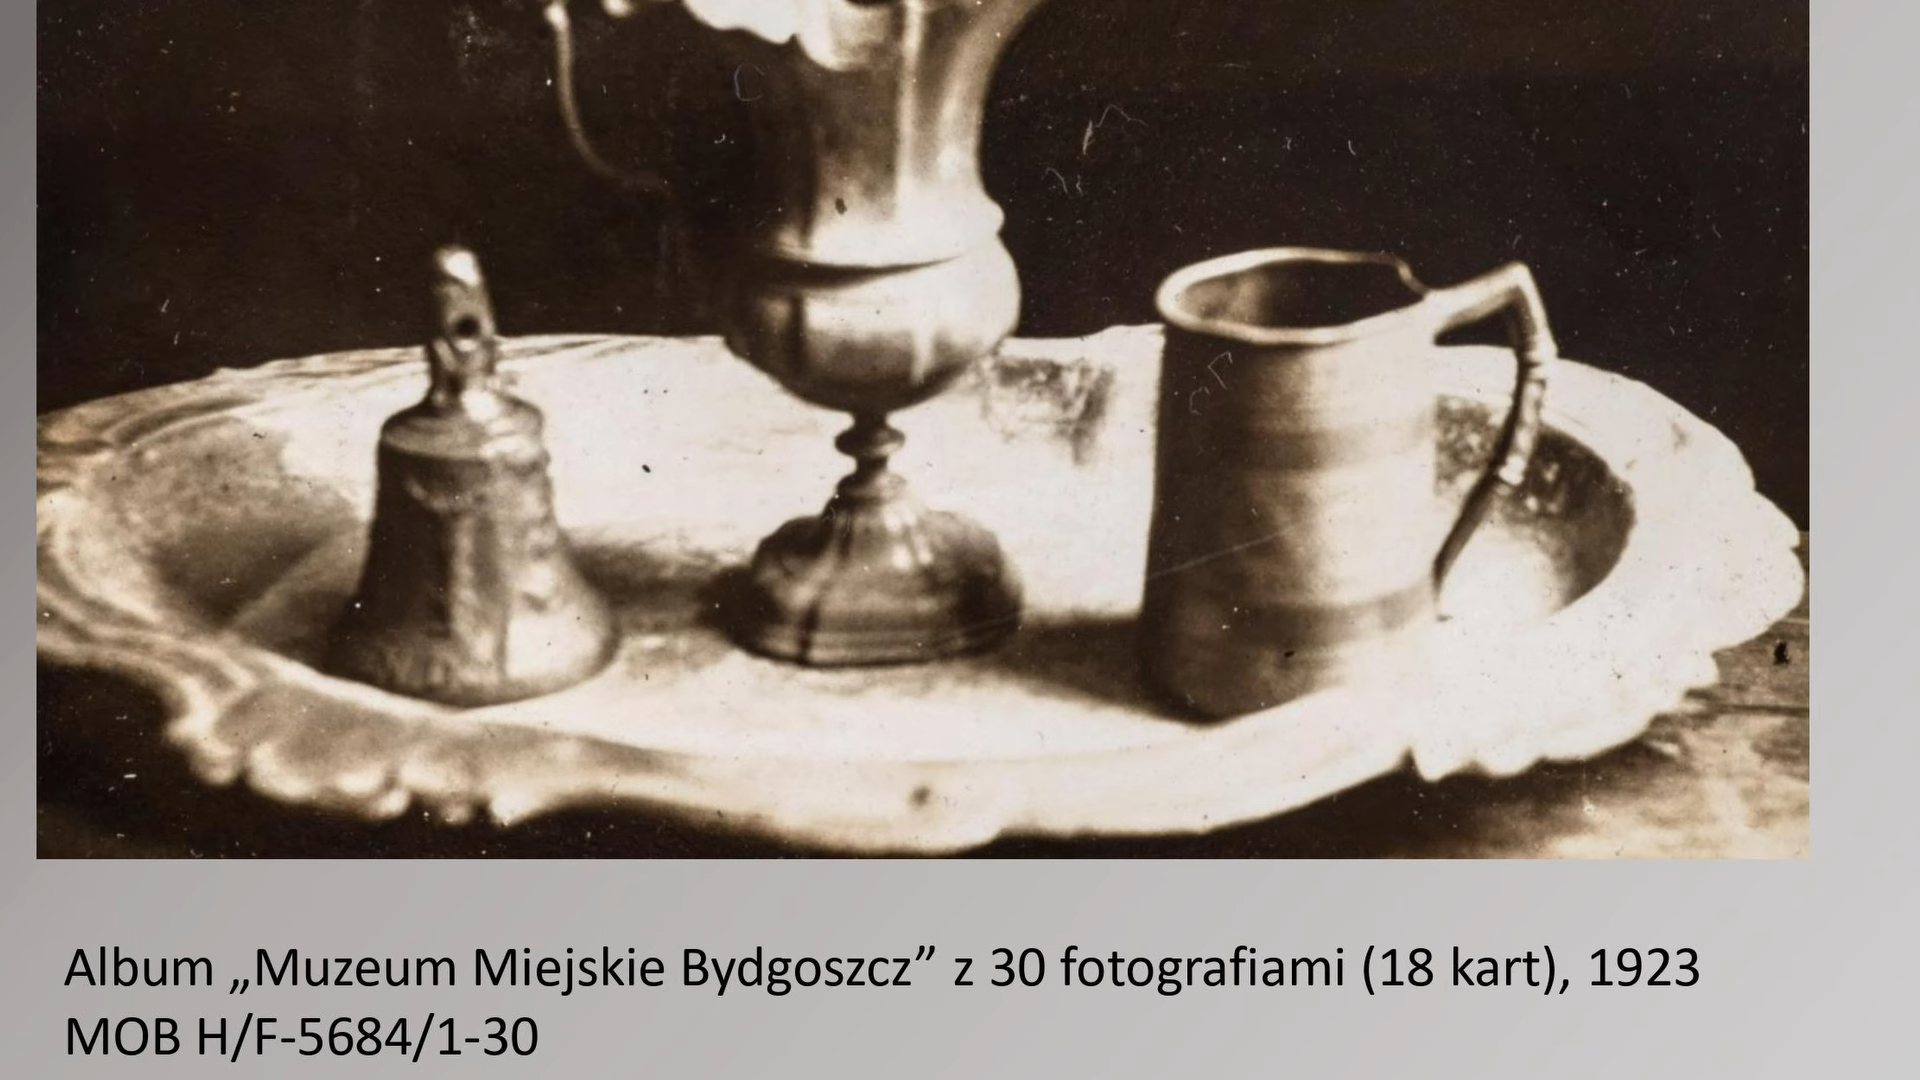 Album „Muzeum Miejskie Bydgoszcz” z 30 fotografiami (18 kart), 1923
MOB H/F-5684/1-30